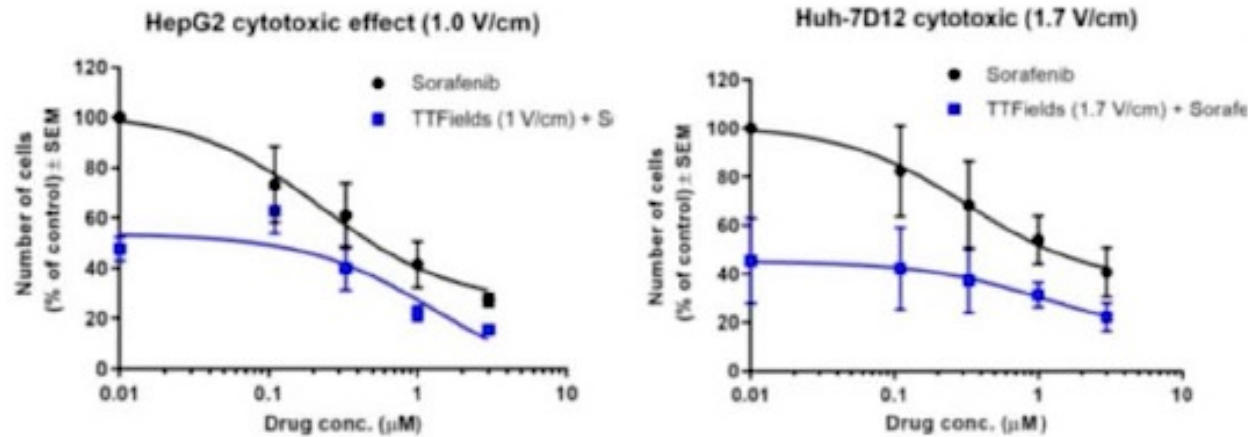 HepG2 cytotoxic effect (1.0 V/cm)
Number of cells
(% of control) ± SEM
120
100
80
60
40
20
0
Sorafenib
TTFields (1 V/cm) + S
0.01
0.1
1
10
Drug conc. (μM)
Huh-7D12 cytotoxic (1.7 V/cm)
Number of cells
(% of control) ± SEM
120
100
80
60
40
20
0
Sorafenib
TTFields (1.7 V/cm) + Sorafe
0.01
0.1
1
10
Drug conc. (μM)